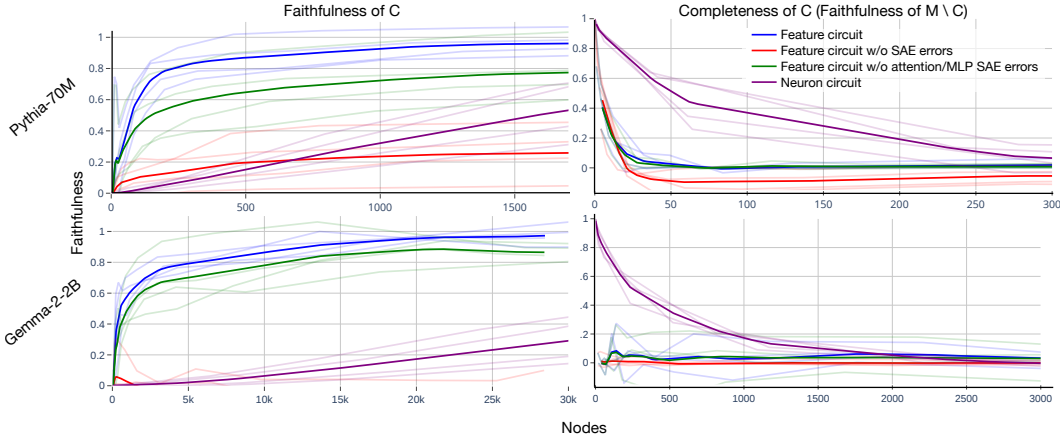 Faithfulness of C
Completeness of C (Faithfulness of M \ C)
Pythia-70M
Gemma-2-2B
Faithfulness
1
0.8
0.6
0.4
0.2
0
0
500
1000
1500
1
0.8
0.6
0.4
0.2
0
0
50
100
150
200
250
300
Feature circuit
Feature circuit w/o SAE errors
Feature circuit w/o attention/MLP SAE errors
Neuron circuit
1
0.8
0.6
0.4
0.2
0
0
5k
10k
15k
20k
25k
30k
1
.8
.6
.4
.2
0
0
500
1000
1500
2000
2500
3000
Nodes